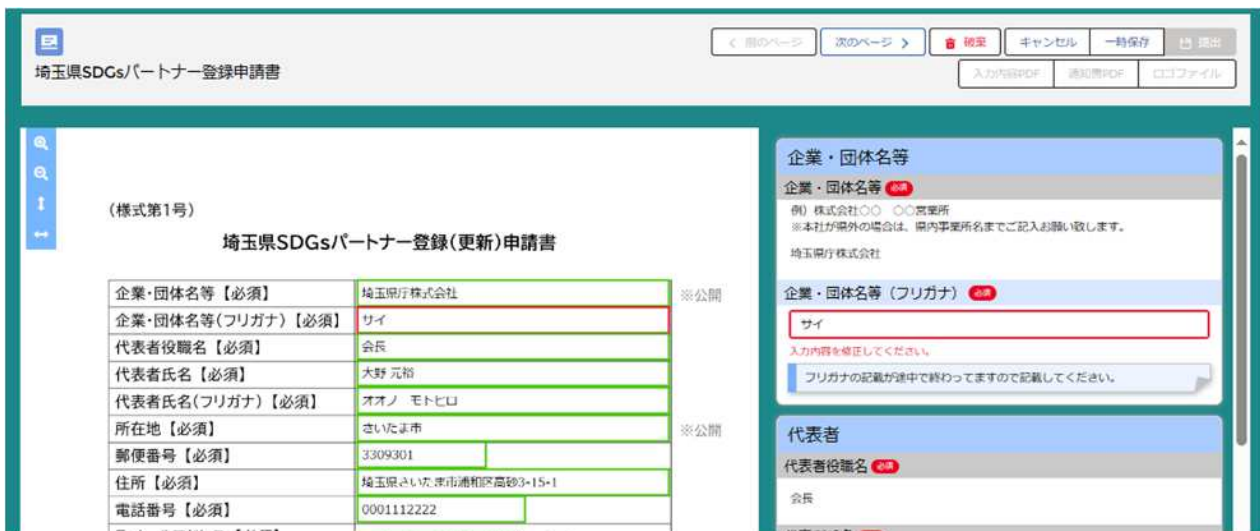 < 前のページ 次のページ > 破棄 キャンセル 一時保存 提出
埼玉県SDGsパートナー登録申請書
入力内容PDF 通知書PDF ロゴファイル
(様式第1号)
埼玉県SDGsパートナー登録(更新)申請書
企業・団体名等【必須】 埼玉県庁株式会社 ※公開
企業・団体名等(フリガナ)【必須】 サイ
代表者役職名【必須】 会長
代表者氏名【必須】 大野 元裕
代表者氏名(フリガナ)【必須】 オオノ モトヒロ
所在地【必須】 さいたま市 ※公開
郵便番号【必須】 3309301
住所【必須】 埼玉県さいたま市浦和区高砂3-15-1
電話番号【必須】 0001112222
企業・団体名等
企業・団体名等 必須
例）株式会社〇〇 〇〇営業所
※本社が県外の場合は、県内事業所名までご記入お願い致します。
埼玉県庁株式会社
企業・団体名等（フリガナ） 必須
サイ
入力内容を修正してください。
フリガナの記載が途中で終わってますので記載してください。
代表者
代表者役職名 必須
会長